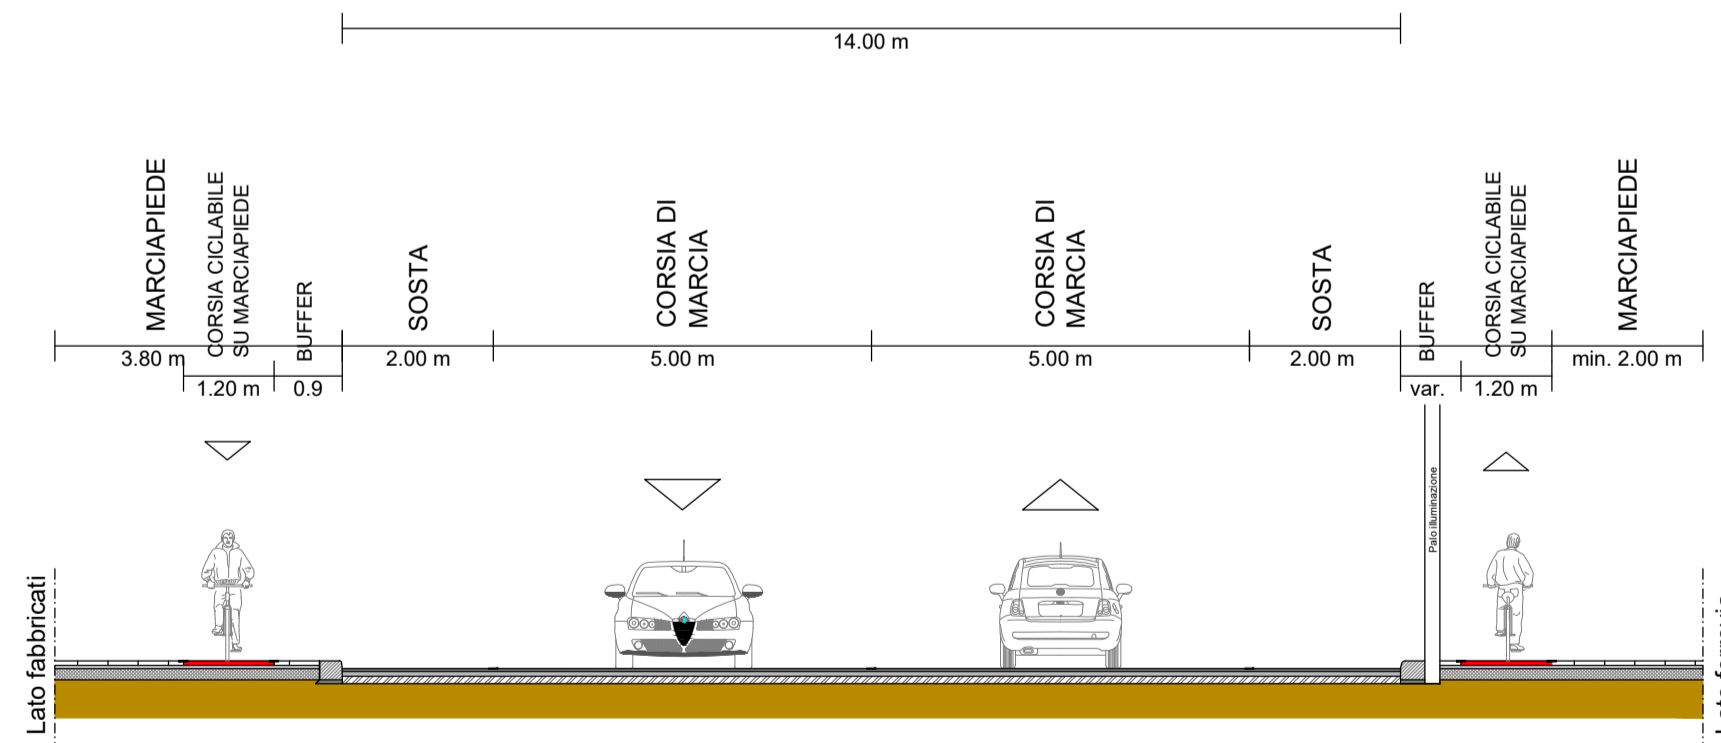 14.00 m
MARCIAPIEDE
CORSIA CICLABILE
SU MARCIAPIEDE
BUFFER
SOSTA
CORSIA DI
MARCIA
CORSIA DI
MARCIA
SOSTA
BUFFER
CORSIA CICLABILE
SU MARCIAPIEDE
MARCIAPIEDE
3.80 m
2.00 m
5.00 m
5.00 m
2.00 m
min. 2.00 m
1.20 m
0.9
var.
1.20 m
Palo illuminazione
Lato fabbricati